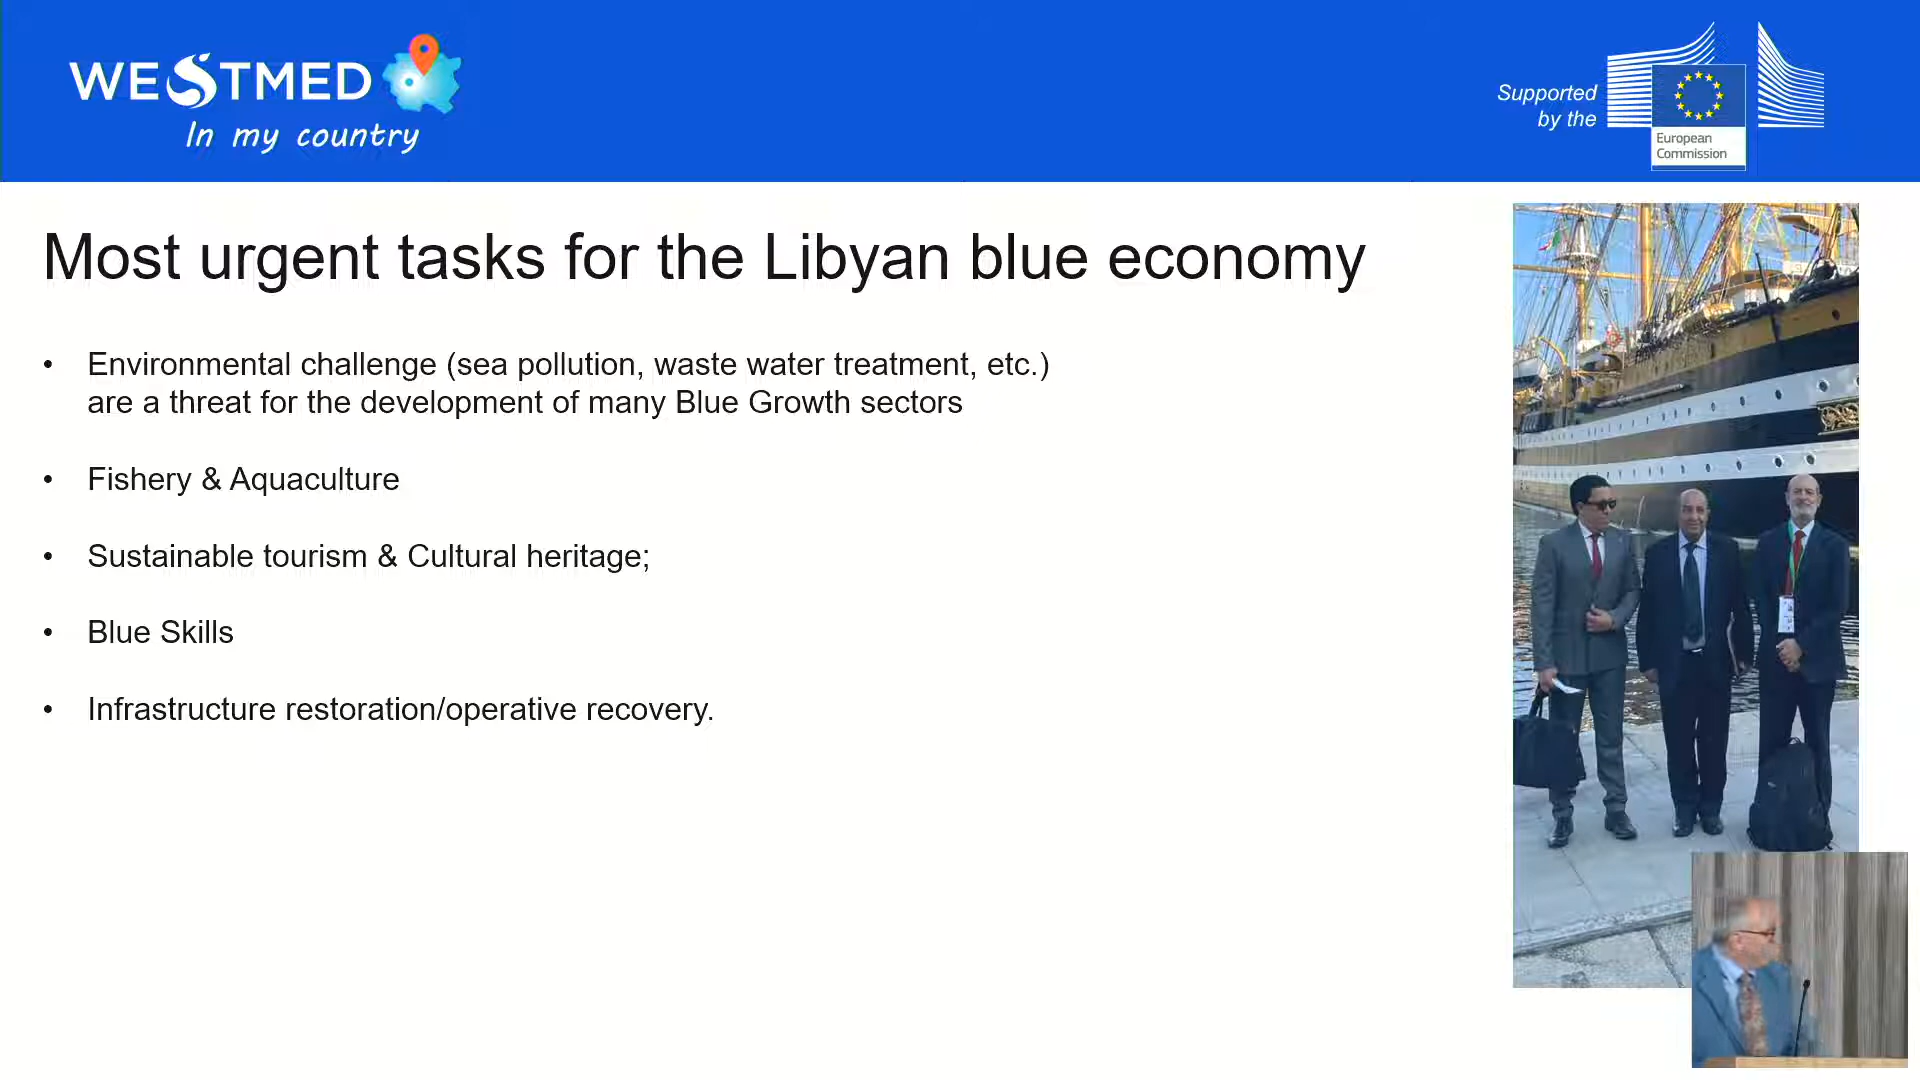 WESTMED
In my country
Supported
by the
European
Commission
Most urgent tasks for the Libyan blue economy
• Environmental challenge (sea pollution, waste water treatment, etc.)
are a threat for the development of many Blue Growth sectors
• Fishery & Aquaculture
• Sustainable tourism & Cultural heritage;
• Blue Skills
• Infrastructure restoration/operative recovery.